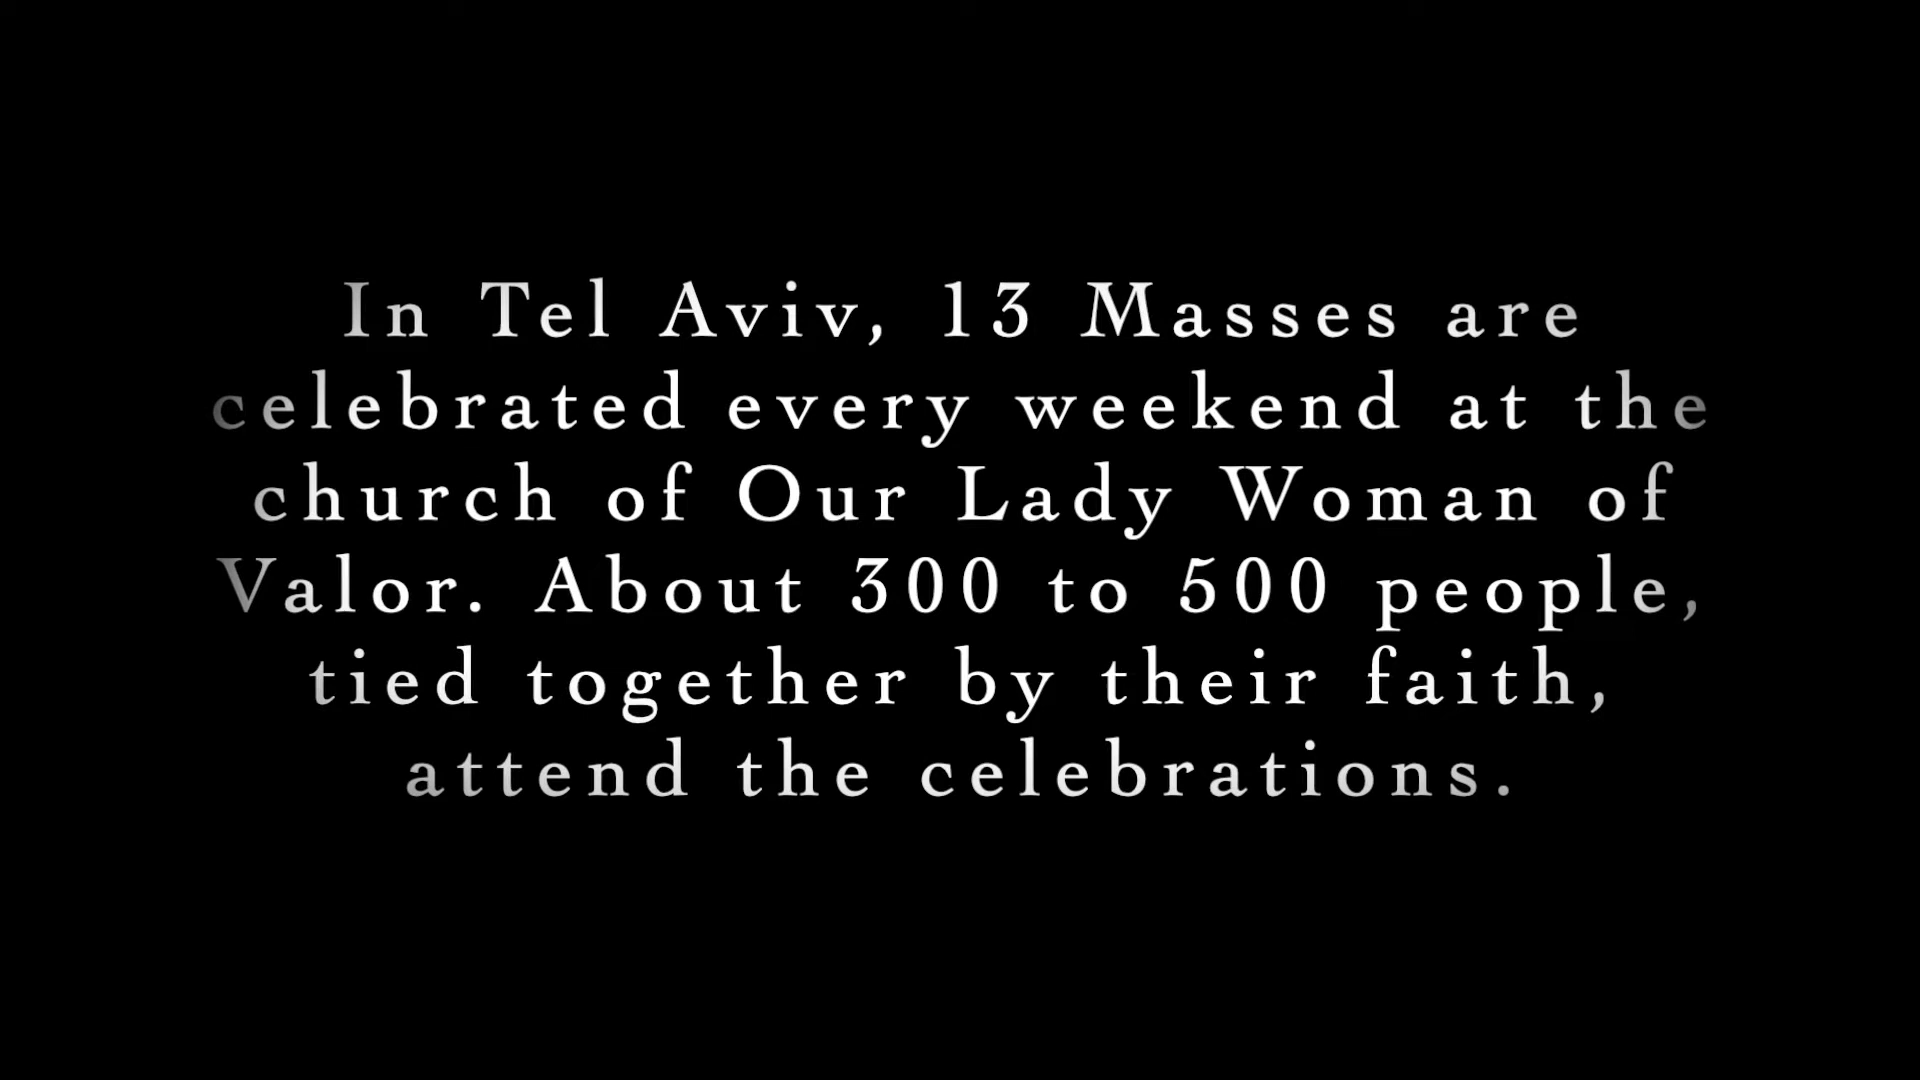 In Tel Aviv, 13 Masses are
celebrated every weekend at the
church of Our Lady Woman of
Valor. About 300 to 500 people,
tied together by their faith,
attend the celebrations.